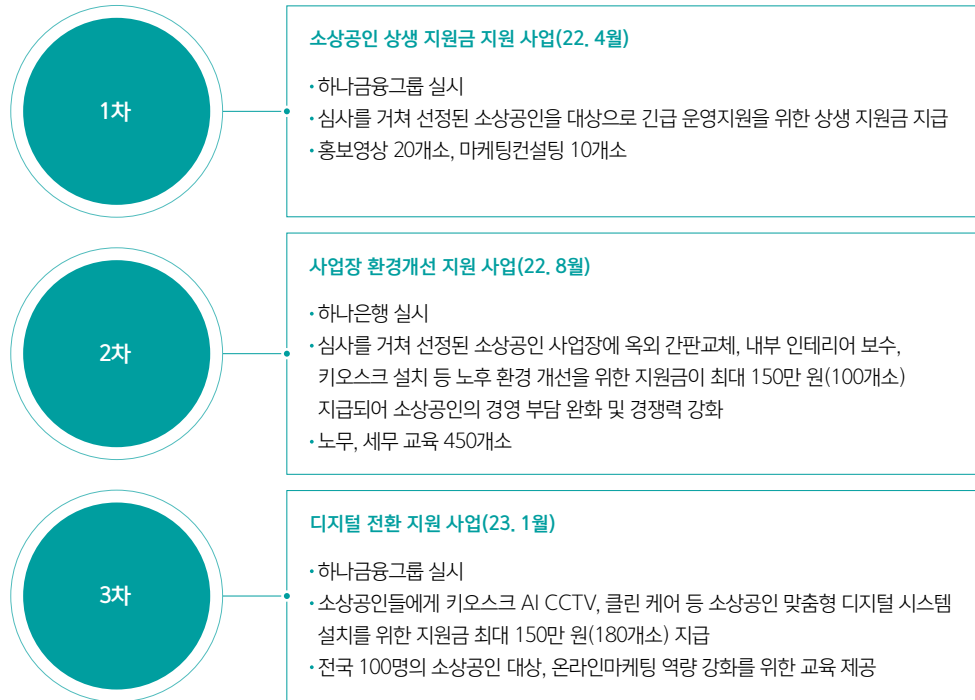 1차
소상공인 상생 지원금 지원 사업(22. 4월)
• 하나금융그룹 실시
• 심사를 거쳐 선정된 소상공인을 대상으로 긴급 운영지원을 위한 상생 지원금 지급
• 홍보영상 20개소, 마케팅컨설팅 10개소
2차
사업장 환경개선 지원 사업(22. 8월)
• 하나은행 실시
• 심사를 거쳐 선정된 소상공인 사업장에 옥외 간판교체, 내부 인테리어 보수,
키오스크 설치 등 노후 환경 개선을 위한 지원금이 최대 150만 원(100개소)
지급되어 소상공인의 경영 부담 완화 및 경쟁력 강화
• 노무, 세무 교육 450개소
3차
디지털 전환 지원 사업(23. 1월)
• 하나금융그룹 실시
• 소상공인들에게 키오스크 AI CCTV, 클린 케어 등 소상공인 맞춤형 디지털 시스템
설치를 위한 지원금 최대 150만 원(180개소) 지급
• 전국 100명의 소상공인 대상, 온라인마케팅 역량 강화를 위한 교육 제공